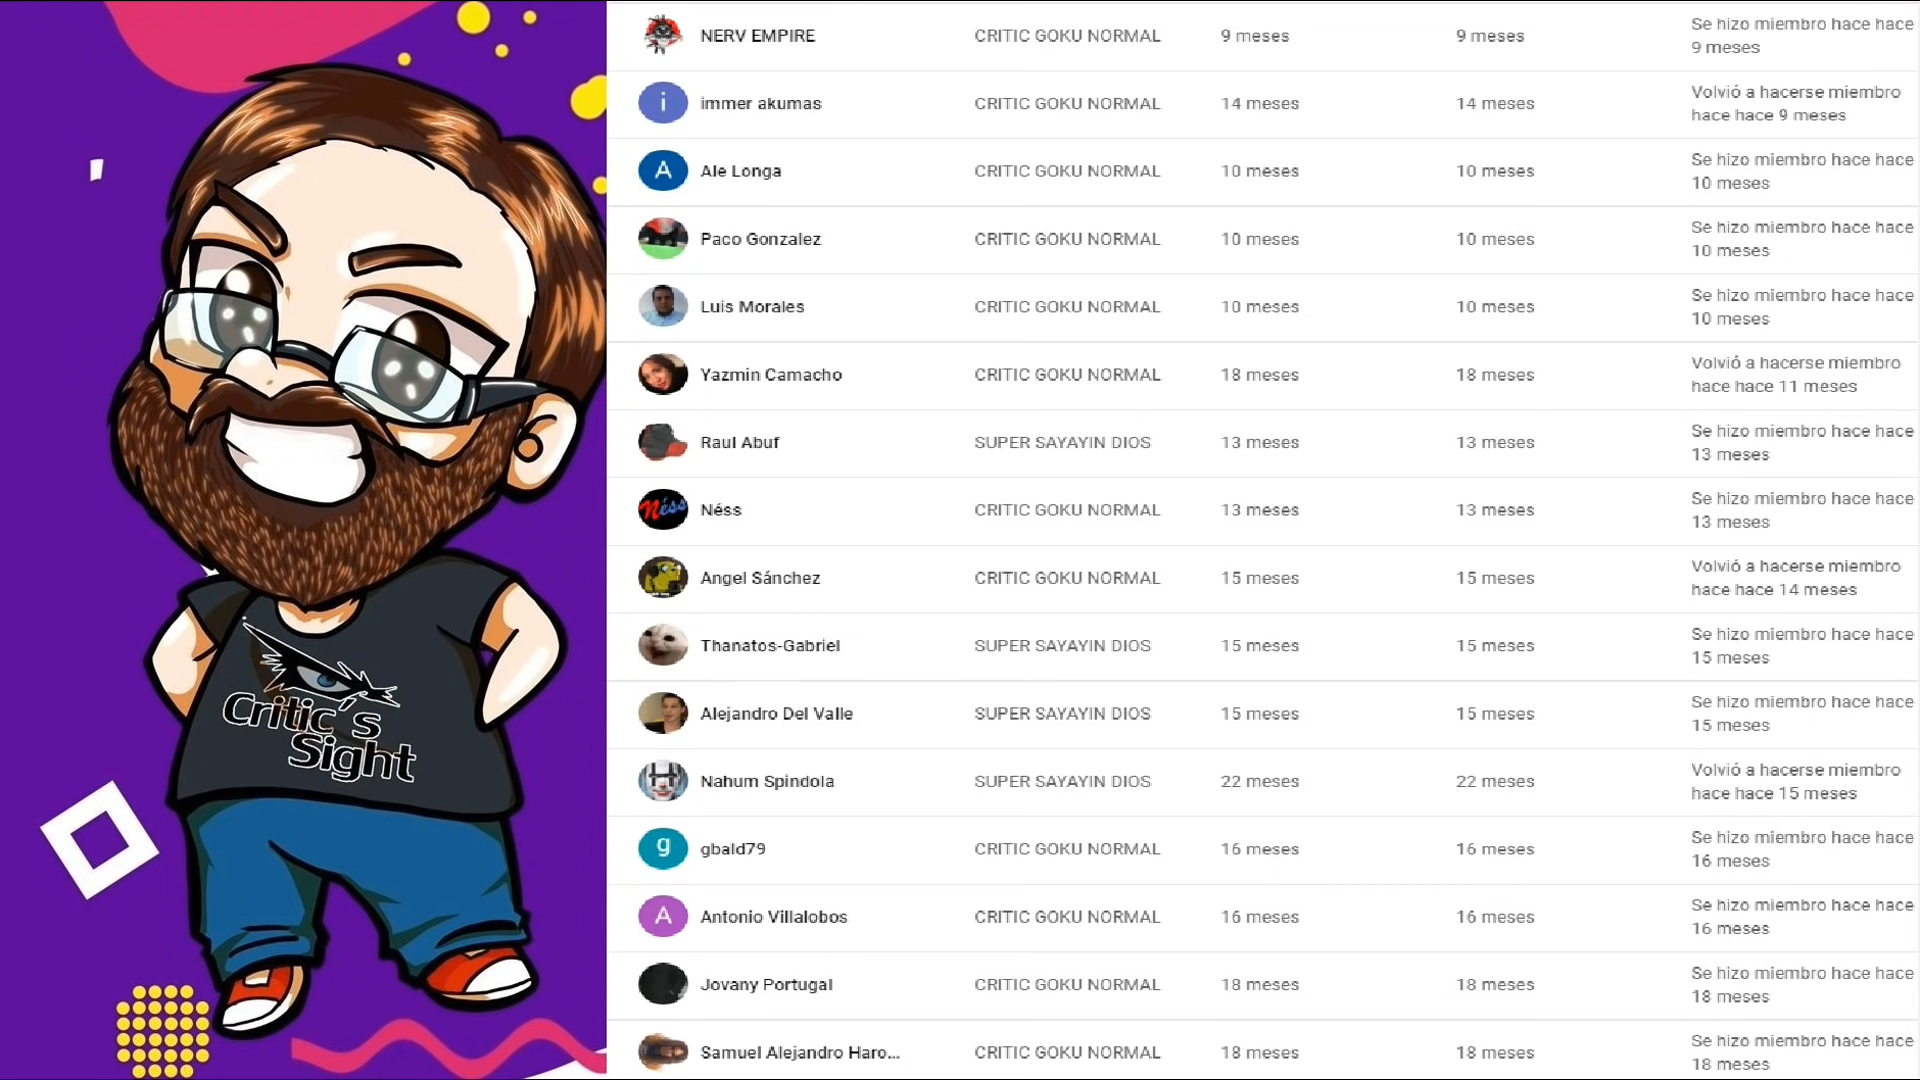 Critic's
Sight
NERV EMPIRE CRITIC GOKU NORMAL 9 meses 9 meses Se hizo miembro hace hace
9 meses
i immer akumas CRITIC GOKU NORMAL 14 meses 14 meses Volvió a hacerse miembro
hace hace 9 meses
A Ale Longa CRITIC GOKU NORMAL 10 meses 10 meses Se hizo miembro hace hace
10 meses
Paco Gonzalez CRITIC GOKU NORMAL 10 meses 10 meses Se hizo miembro hace hace
10 meses
Luis Morales CRITIC GOKU NORMAL 10 meses 10 meses Se hizo miembro hace hace
10 meses
Yazmin Camacho CRITIC GOKU NORMAL 18 meses 18 meses Volvió a hacerse miembro
hace hace 11 meses
Raul Abuf SUPER SAYAYIN DIOS 13 meses 13 meses Se hizo miembro hace hace
13 meses
Néss Néss CRITIC GOKU NORMAL 13 meses 13 meses Se hizo miembro hace hace
13 meses
Angel Sánchez CRITIC GOKU NORMAL 15 meses 15 meses Volvió a hacerse miembro
hace hace 14 meses
Thanatos-Gabriel SUPER SAYAYIN DIOS 15 meses 15 meses Se hizo miembro hace hace
15 meses
Alejandro Del Valle SUPER SAYAYIN DIOS 15 meses 15 meses Se hizo miembro hace hace
15 meses
Nahum Spindola SUPER SAYAYIN DIOS 22 meses 22 meses Volvió a hacerse miembro
hace hace 15 meses
g gbald79 CRITIC GOKU NORMAL 16 meses 16 meses Se hizo miembro hace hace
16 meses
A Antonio Villalobos CRITIC GOKU NORMAL 16 meses 16 meses Se hizo miembro hace hace
16 meses
Jovany Portugal CRITIC GOKU NORMAL 18 meses 18 meses Se hizo miembro hace hace
18 meses
Samuel Alejandro Haro... CRITIC GOKU NORMAL 18 meses 18 meses Se hizo miembro hace hace
18 meses